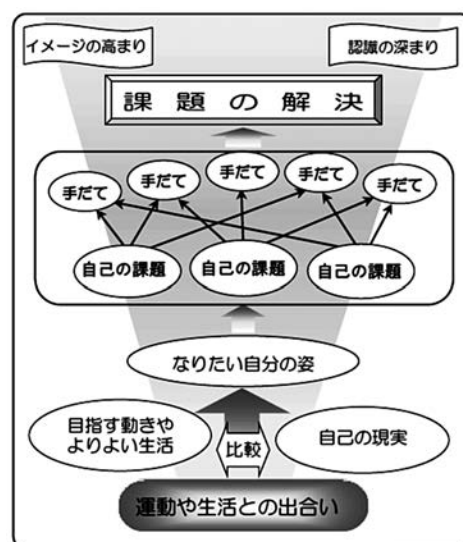 イメージの高まり
認識の深まり
課題の解決
手だて
手だて
手だて
手だて
手だて
自己の課題
自己の課題
自己の課題
なりたい自分の姿
目指す動きや
よりよい生活
比較
自己の現実
運動や生活との出合い